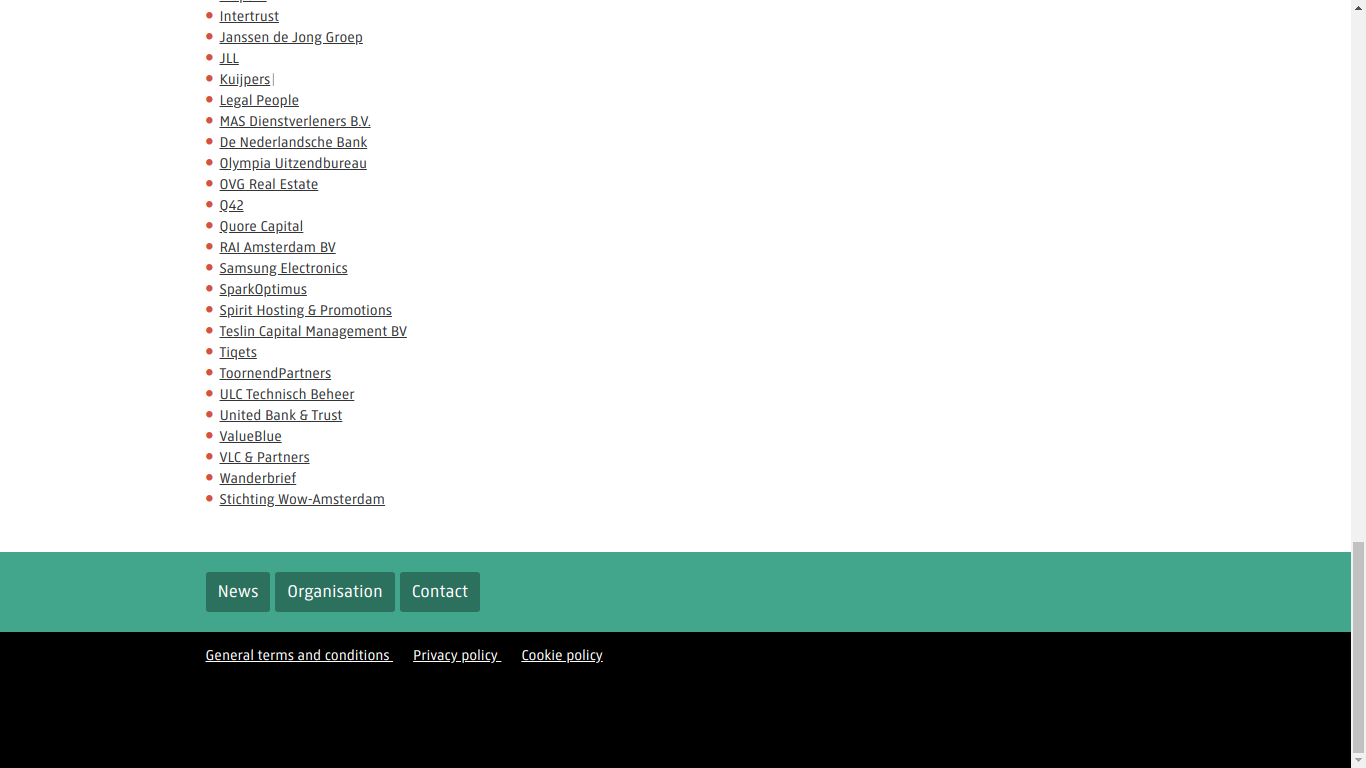 Intertrust
Janssen de Jong Groep
JLL
Kuijpers|
Legal People
MAS Dienstverleners B.V.
De Nederlandsche Bank
Olympia Uitzendbureau
OVG Real Estate
Q42
Quore Capital
RAI Amsterdam BV
Samsung Electronics
SparkOptimus
Spirit Hosting & Promotions
Teslin Capital Management BV
Tiqets
ToornendPartners
ULC Technisch Beheer
United Bank & Trust
ValueBlue
VLC & Partners
Wanderbrief
Stichting Wow-Amsterdam
News Organisation Contact
General terms and conditions Privacy policy Cookie policy